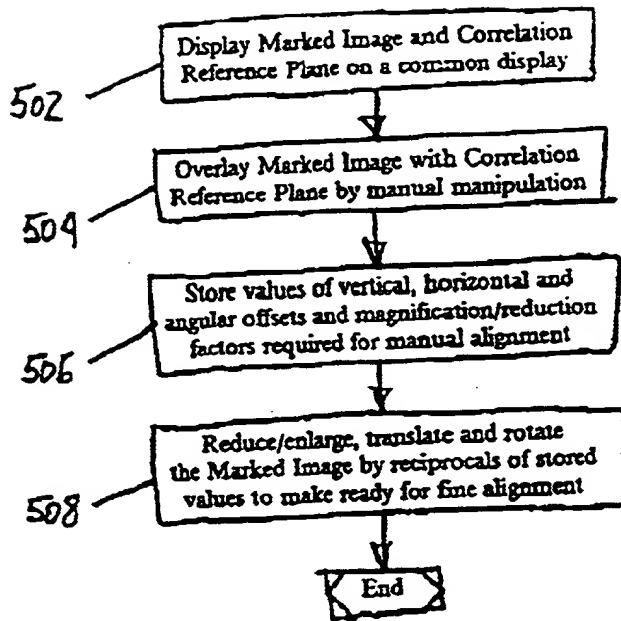 Display Marked Image and Correlation
Reference Plane on a common display
502
Overlay Marked Image with Correlation
Reference Plane by manual manipulation
504
Store values of vertical, horizontal and
angular offsets and magnification/reduction
factors required for manual alignment
506
Reduce/enlarge, translate and rotate
the Marked Image by reciprocals of stored
values to make ready for fine alignment
508
End